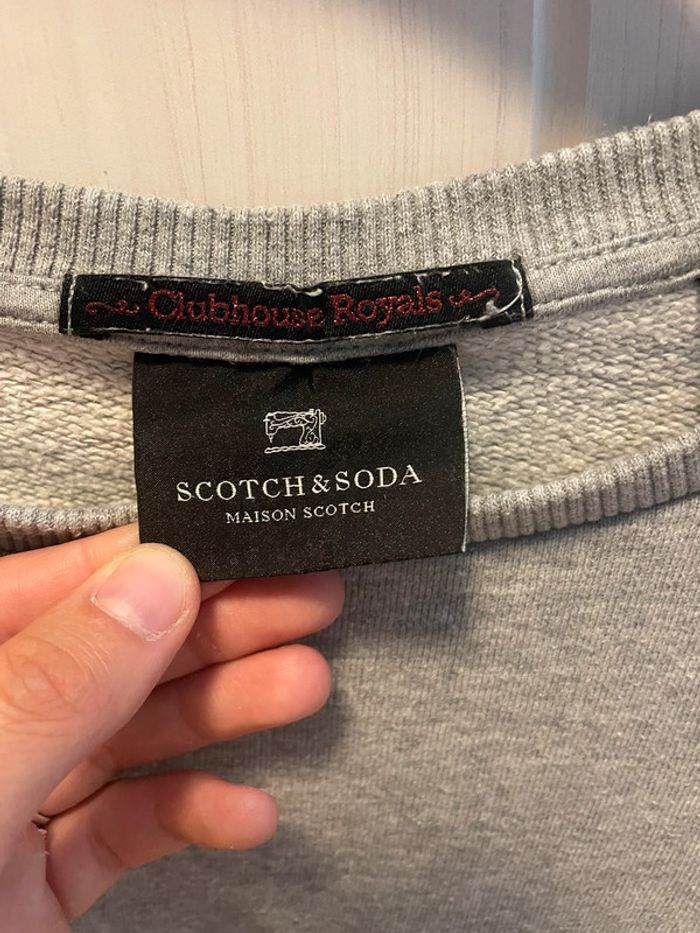 Clubhouse Royals
SCOTCH & SODA
MAISON SCOTCH